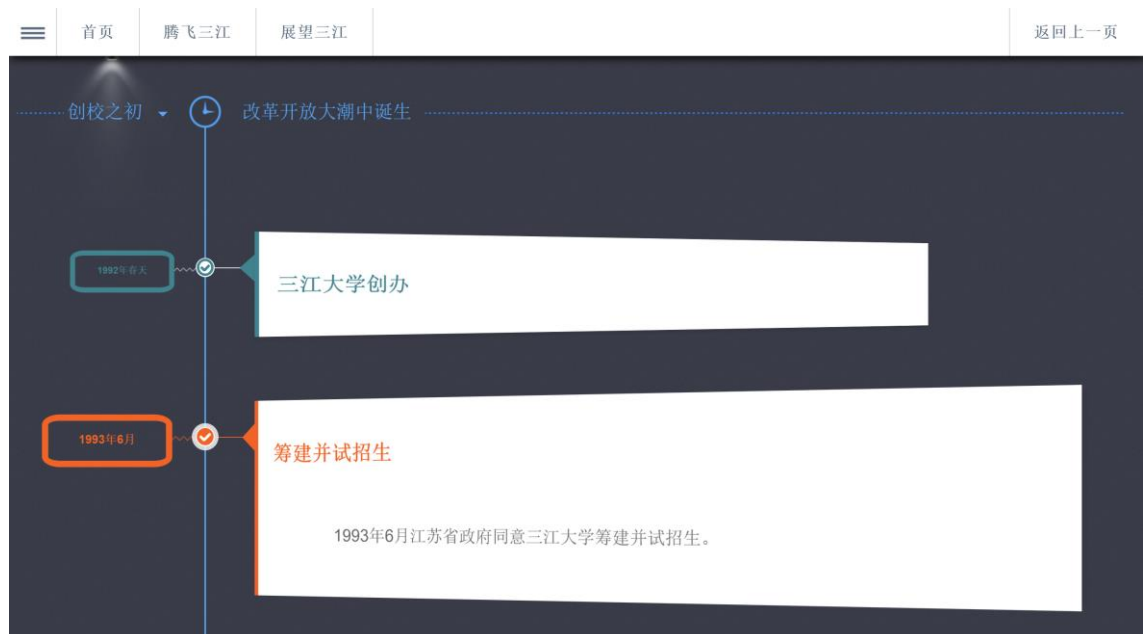 首页 腾飞三江 展望三江 返回上一页
创校之初 改革开放大潮中诞生
1992年春天
三江大学创办
1993年6月
筹建并试招生
1993年6月江苏省政府同意三江大学筹建并试招生。